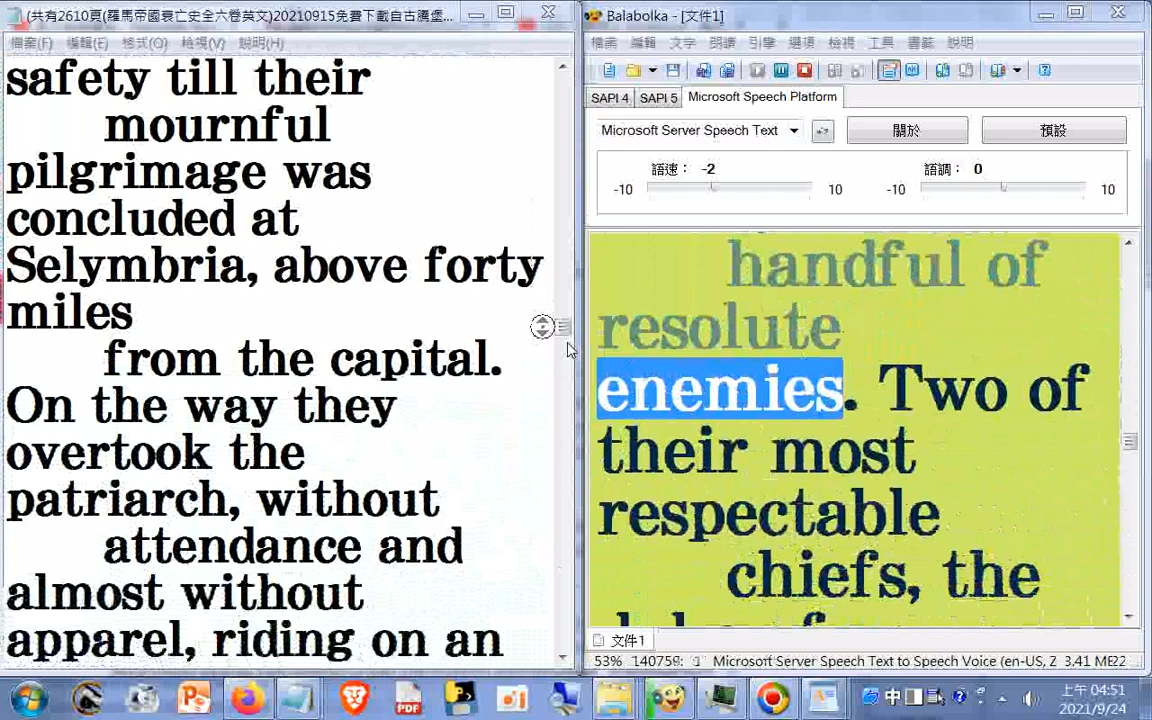 (共有2610頁(羅馬帝國衰亡史全六卷英文)20210915免費下載自古騰堡...
檔案(F) 編輯(E) 格式(O) 檢視(V) 說明(H)
safety till their
mournful
pilgrimage was
concluded at
Selymbria, above forty
miles
from the capital.
On the way they
overtook the
patriarch, without
attendance and
almost without
apparel, riding on an
Balabolka - [文件1]
檔案 編輯 文字 朗讀 引擎 選項 檢視 工具 書籤 說明
SAPI 4 SAPI 5 Microsoft Speech Platform
Microsoft Server Speech Text
關於
預設
語速: -2
語調: 0
-10 10 -10 10
handful of
resolute
enemies. Two of
their most
respectable
chiefs, the
文件1
53% 140759: 1 Microsoft Server Speech Text to Speech Voice (en-US, Z 3,41 ME22
中
上午 04:51
2021/9/24